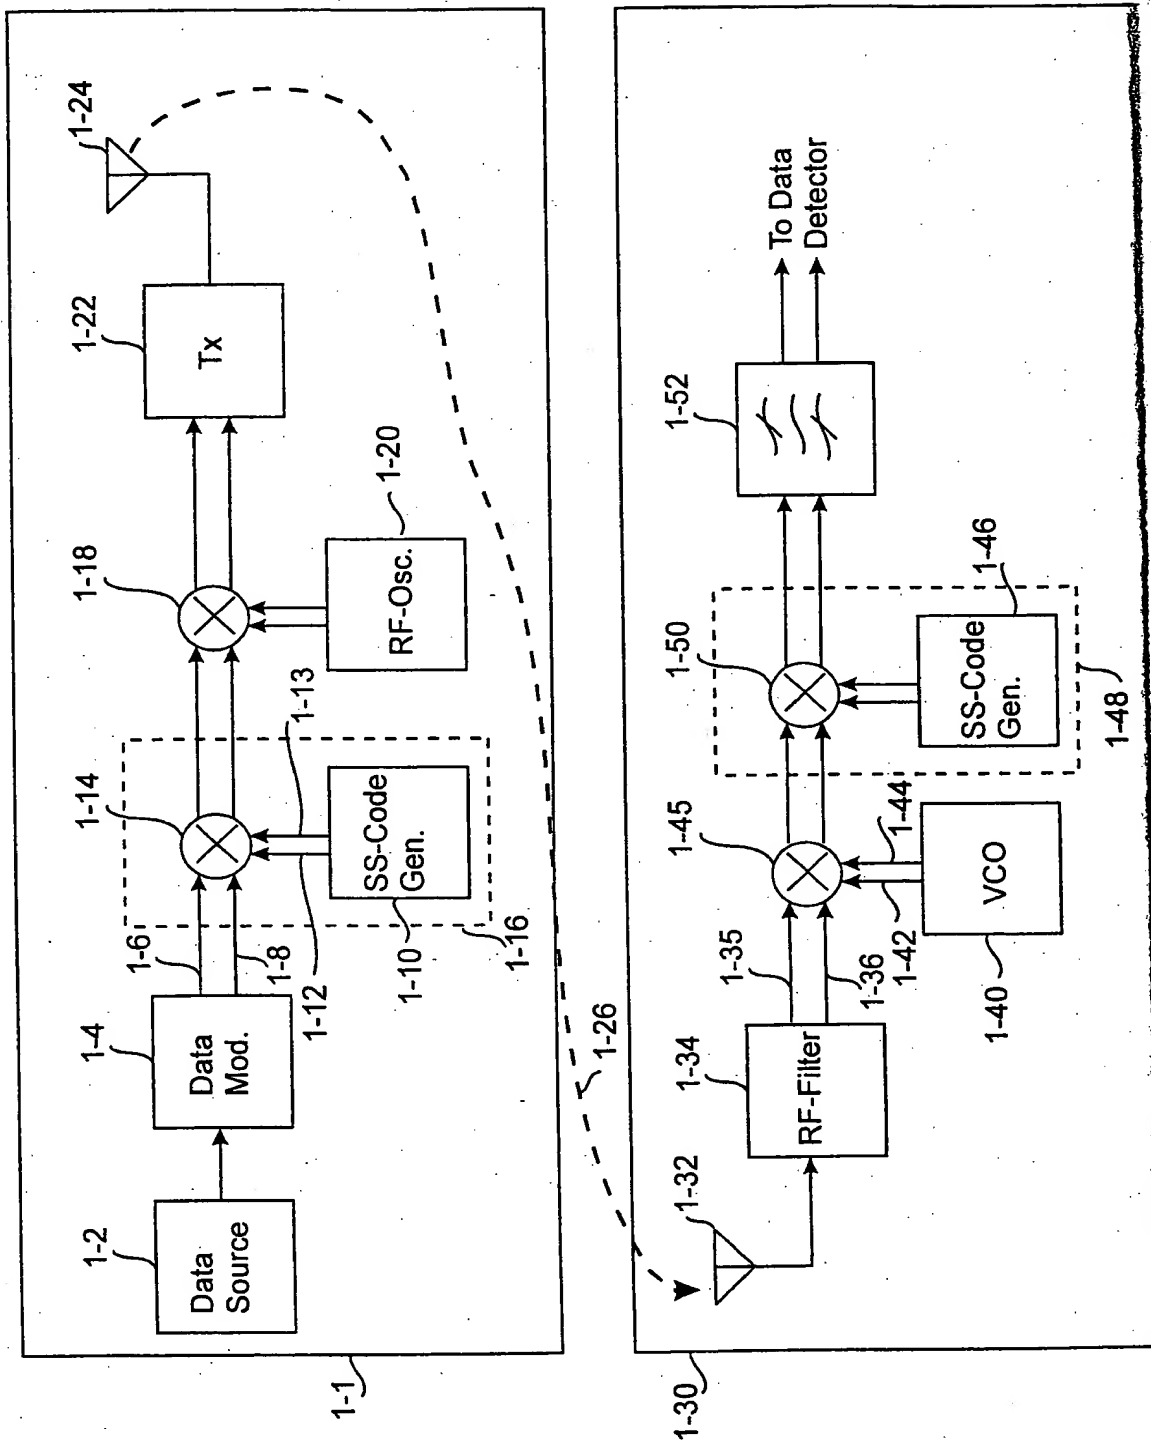 1-1
1-2
Data
Source
1-4
Data
Mod.
1-6
1-8
1-12
1-10
1-16
1-14
SS-Code
Gen.
1-13
1-18
RF-Osc.
1-20
1-22
Tx
1-24
1-26
1-30
1-32
1-34
RF-Filter
1-35
1-36
1-42
1-40
VCO
1-44
1-45
1-50
SS-Code
Gen.
1-46
1-48
1-52
To Data
Detector